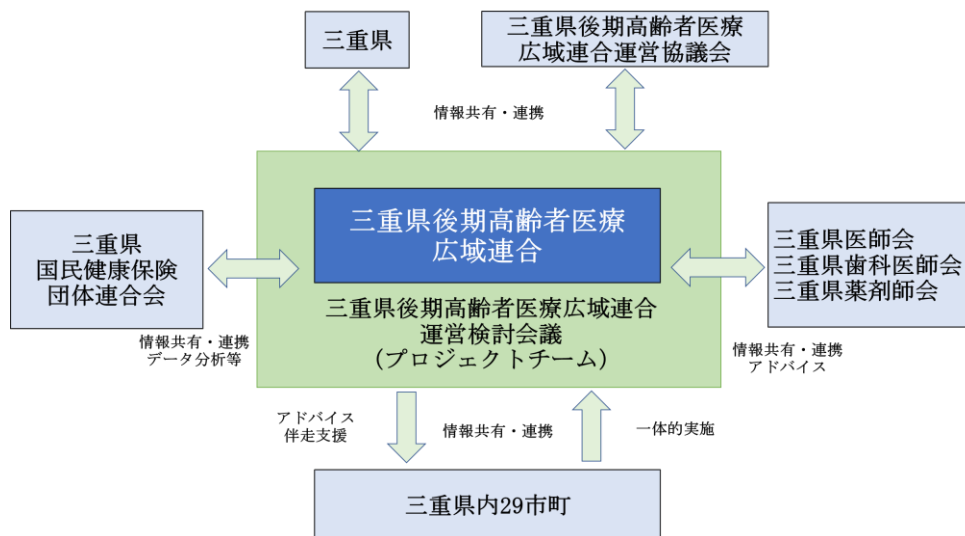 三重県
三重県後期高齢者医療
広域連合運営協議会
情報共有・連携
三重県後期高齢者医療
広域連合
三重県
国民健康保険
団体連合会
三重県医師会
三重県歯科医師会
三重県薬剤師会
三重県後期高齢者医療広域連合
運営検討会議
（プロジェクトチーム）
情報共有・連携
データ分析等
情報共有・連携
アドバイス
アドバイス
伴走支援
情報共有・連携
一体的実施
三重県内29市町